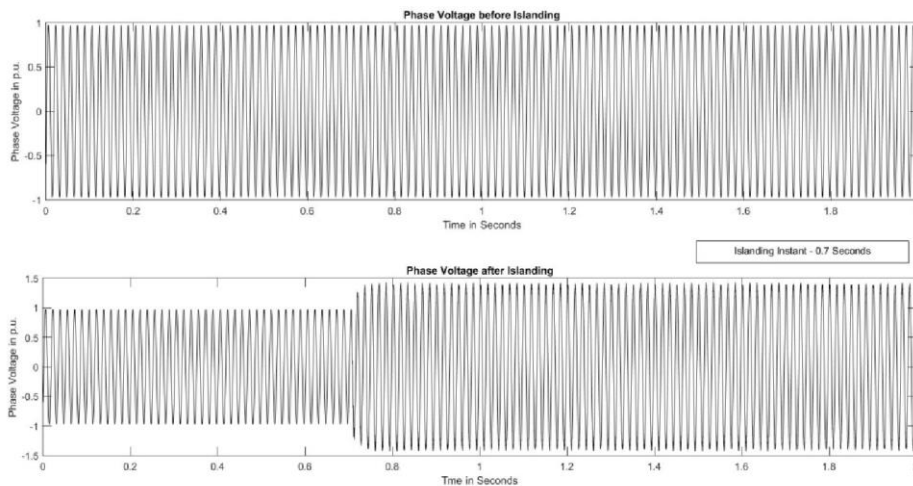 Phase Voltage before Islanding
1
0.5
0
-0.5
-1
Phase Voltage in p.u.
0 0.2 0.4 0.6 0.8 1 1.2 1.4 1.6 1.8
Time in Seconds
Islanding Instant - 0.7 Seconds
Phase Voltage after Islanding
1.5
1
0.5
0
-0.5
-1
-1.5
Phase Voltage in p.u.
0 0.2 0.4 0.6 0.8 1 1.2 1.4 1.6 1.8
Tme in Seconds